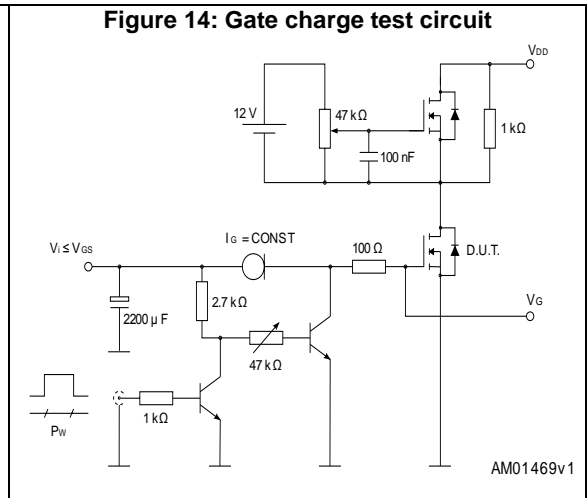 Figure 14: Gate charge test circuit
VDD
12 V
47 kΩ
1 kΩ
100 nF
Vi ≤ VGS
IG = CONST
100 Ω
D.U.T.
2.7 kΩ
VG
2200 μF
47 kΩ
1 kΩ
PW
AM01469v1